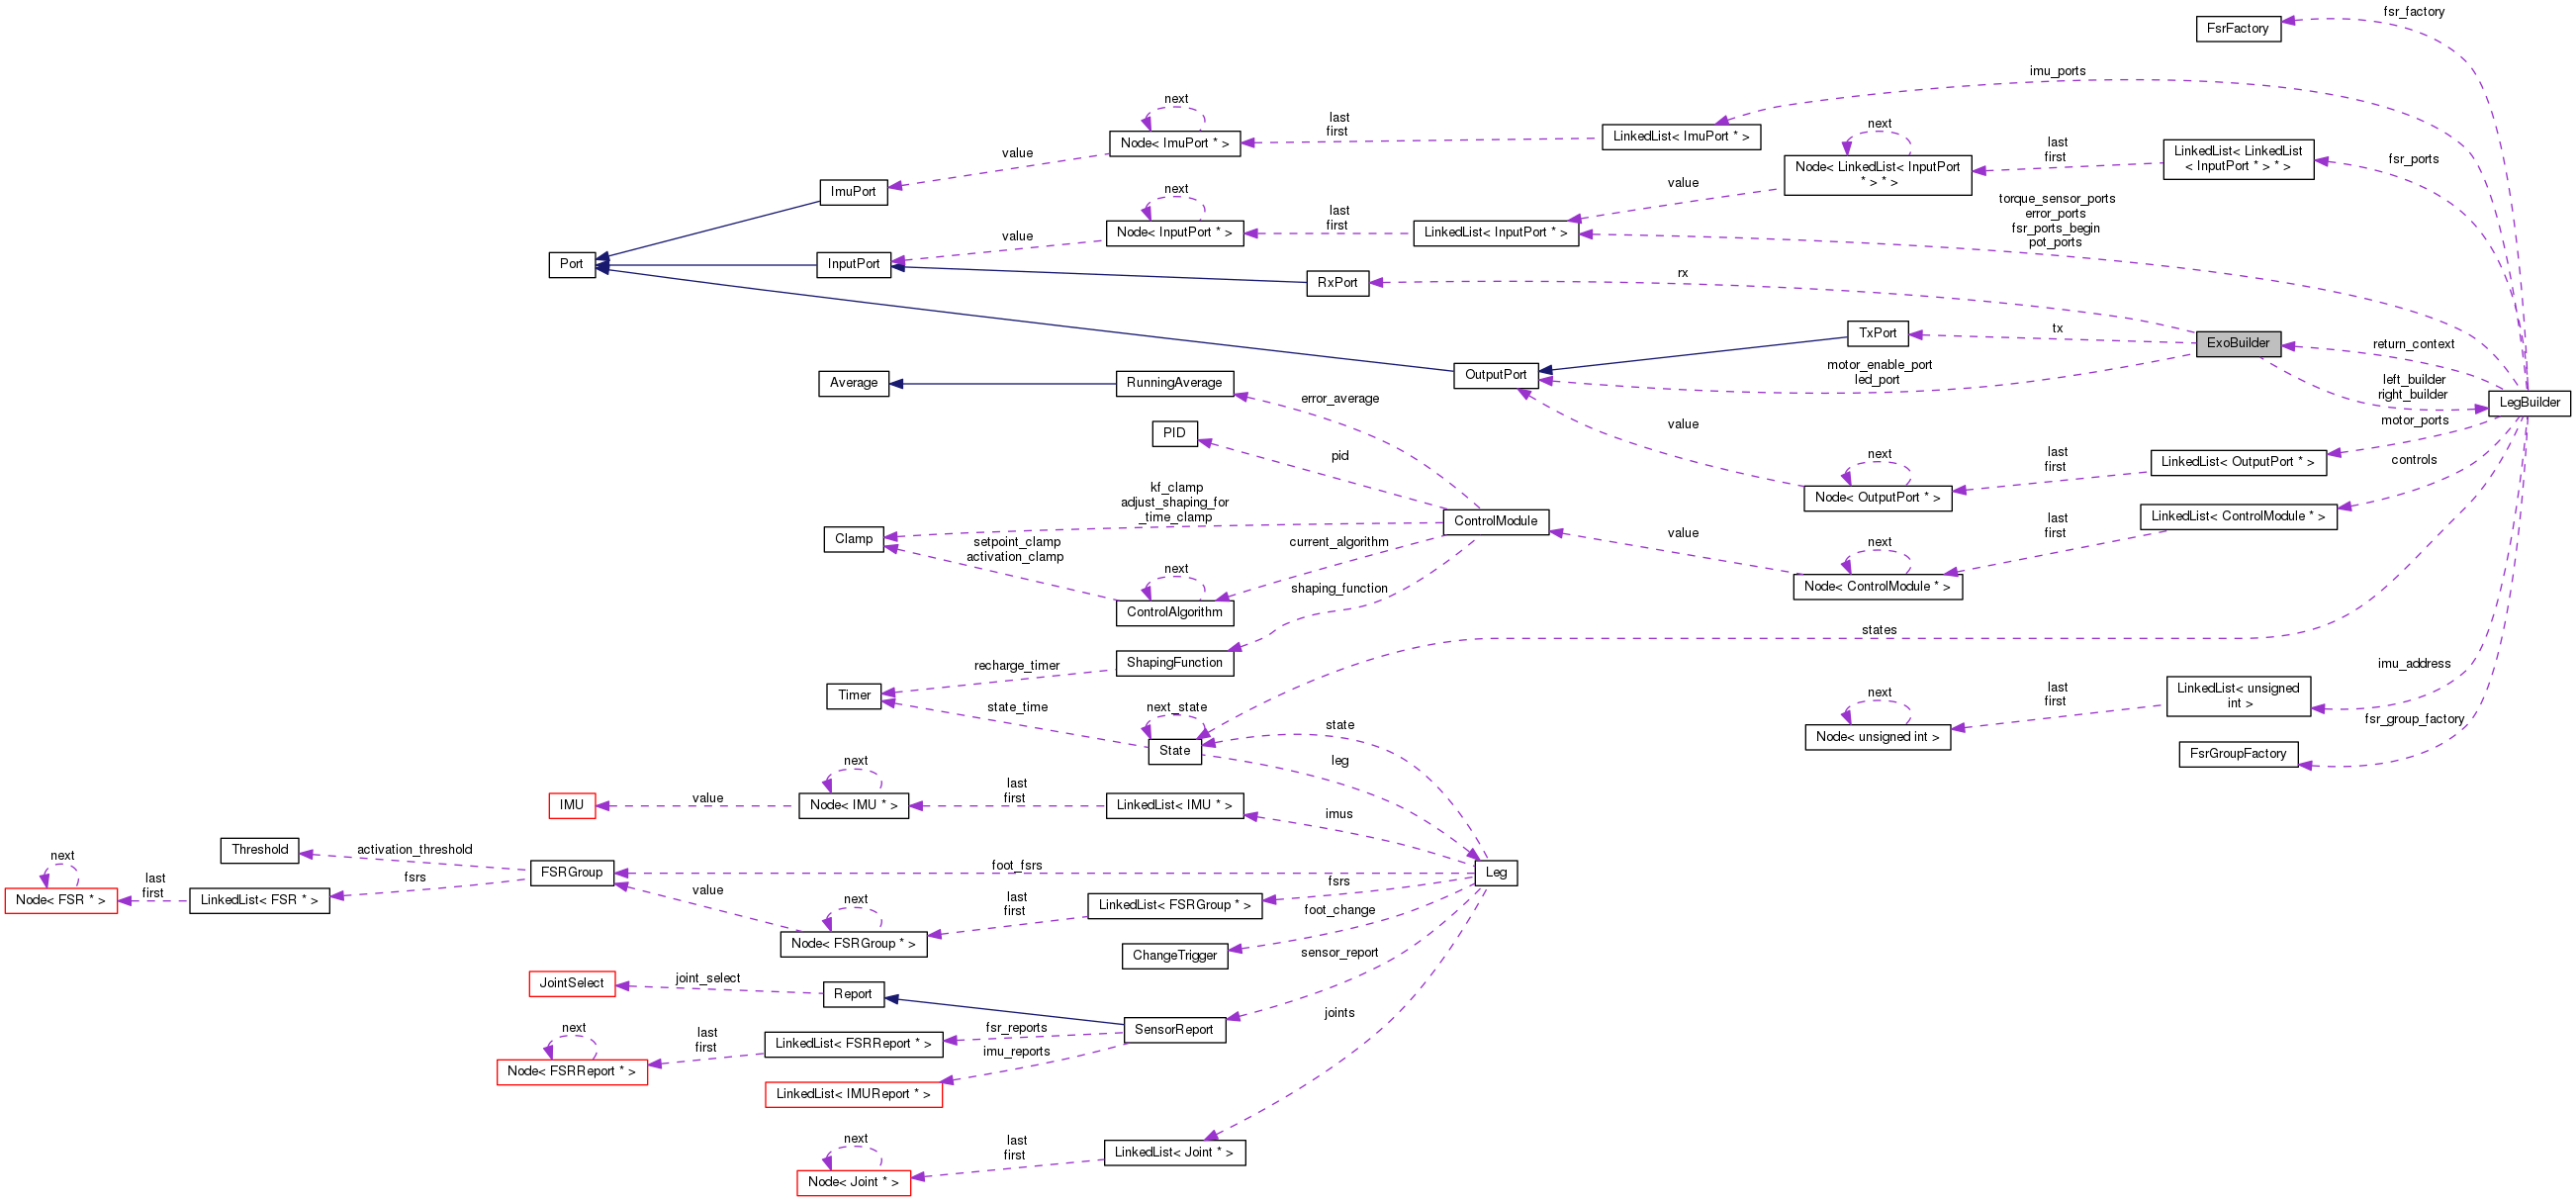 fsr_factory
FsrFactory
imu_ports
next
last
first
LinkedList< ImuPort * >
Node< ImuPort * >
next
last
first
LinkedList< LinkedList
< InputPort * > * >
fsr_ports
value
Node< LinkedList< InputPort
* > * >
ImuPort
next
value
torque_sensor_ports
error_ports
fsr_ports_begin
pot_ports
last
first
Node< InputPort * >
LinkedList< InputPort * >
value
Port
InputPort
rx
RxPort
TxPort
tx
ExoBuilder
return_context
Average
RunningAverage
OutputPort
motor_enable_port
led_port
left_builder
right_builder
LegBuilder
error_average
PID
value
motor_ports
pid
next
last
first
LinkedList< OutputPort * >
controls
kf_clamp
adjust_shaping_for
_time_clamp
Node< OutputPort * >
ControlModule
LinkedList< ControlModule * >
Clamp
setpoint_clamp
activation_clamp
current_algorithm
value
last
first
next
next
ControlAlgorithm
shaping_function
Node< ControlModule * >
states
recharge_timer
ShapingFunction
imu_address
Timer
state_time
next_state
state
next
last
first
LinkedList< unsigned
int >
fsr_group_factory
State
leg
Node< unsigned int >
FsrGroupFactory
next
IMU
value
Node< IMU * >
last
first
LinkedList< IMU * >
imus
Threshold
activation_threshold
next
last
first
fsrs
FSRGroup
foot_fsrs
Leg
Node< FSR * >
LinkedList< FSR * >
value
next
last
first
LinkedList< FSRGroup * >
fsrs
foot_change
Node< FSRGroup * >
ChangeTrigger
sensor_report
JointSelect
joint_select
Report
joints
next
last
first
LinkedList< FSRReport * >
fsr_reports
SensorReport
imu_reports
Node< FSRReport * >
LinkedList< IMUReport * >
next
last
first
LinkedList< Joint * >
Node< Joint * >